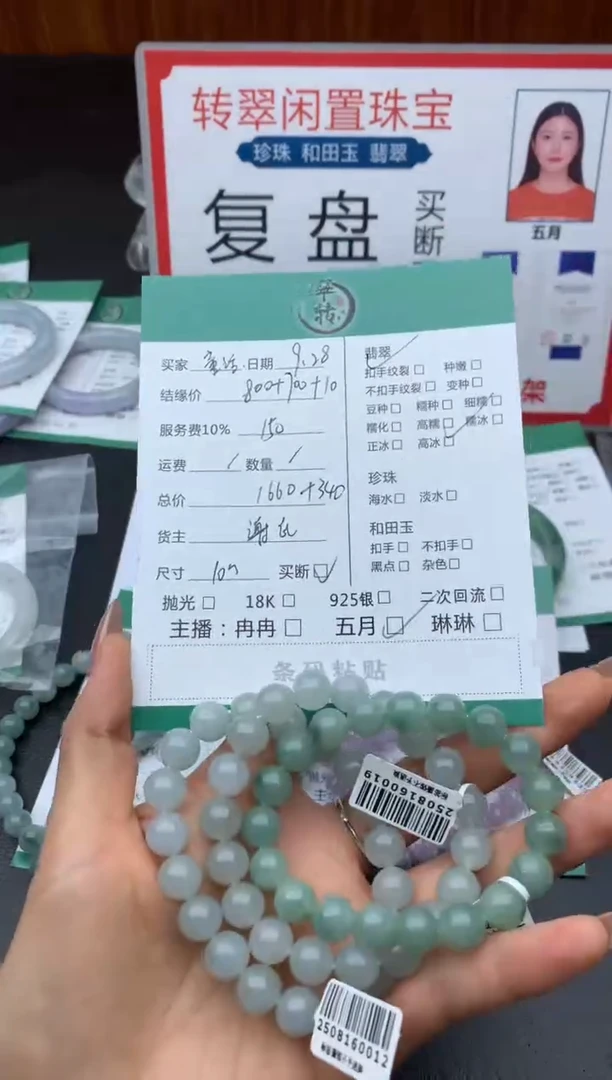 转翠闲置珠宝
珍珠 和田玉 翡翠
复盘
买断
五月
架
翠转
买家 日期 9.28
结缘价 800+700+10
服务费10% 150
运费 / 数量 /
总价 1660+340
货主
尺寸 10m
买断☑
翡翠
扣手纹裂□ 种嫩□
不扣手纹裂□ 变种□
豆种□ 糯种□ 细糯□
糯化□ 高糯□ 糯冰□
正冰□ 高冰□
珍珠
海水□ 淡水□
和田玉
扣手□ 不扣手□
黑点□ 杂色□
抛光□ 18K□ 925银□ 二次回流□
主播：冉冉□ 五月☑ 琳琳□
条码粘贴
2508160019
2508160012